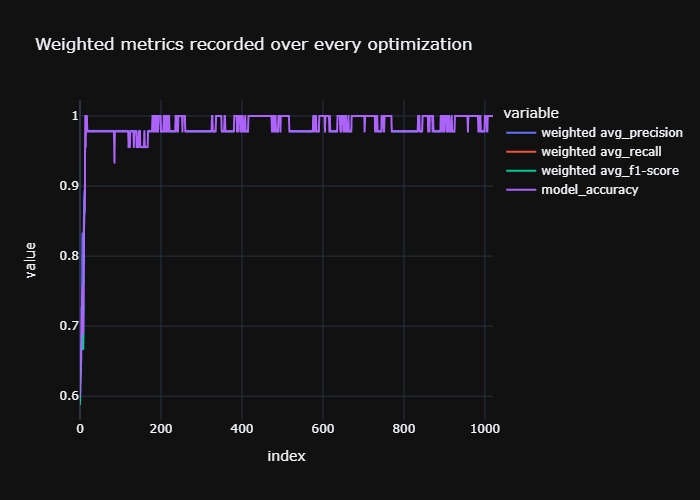 Weighted metrics recorded over every optimization
variable
weighted avg_precision
weighted avg_recall
weighted avg_f1-score
model_accuracy
value
1
0.9
0.8
0.7
0.6
0
200
400
600
800
1000
index